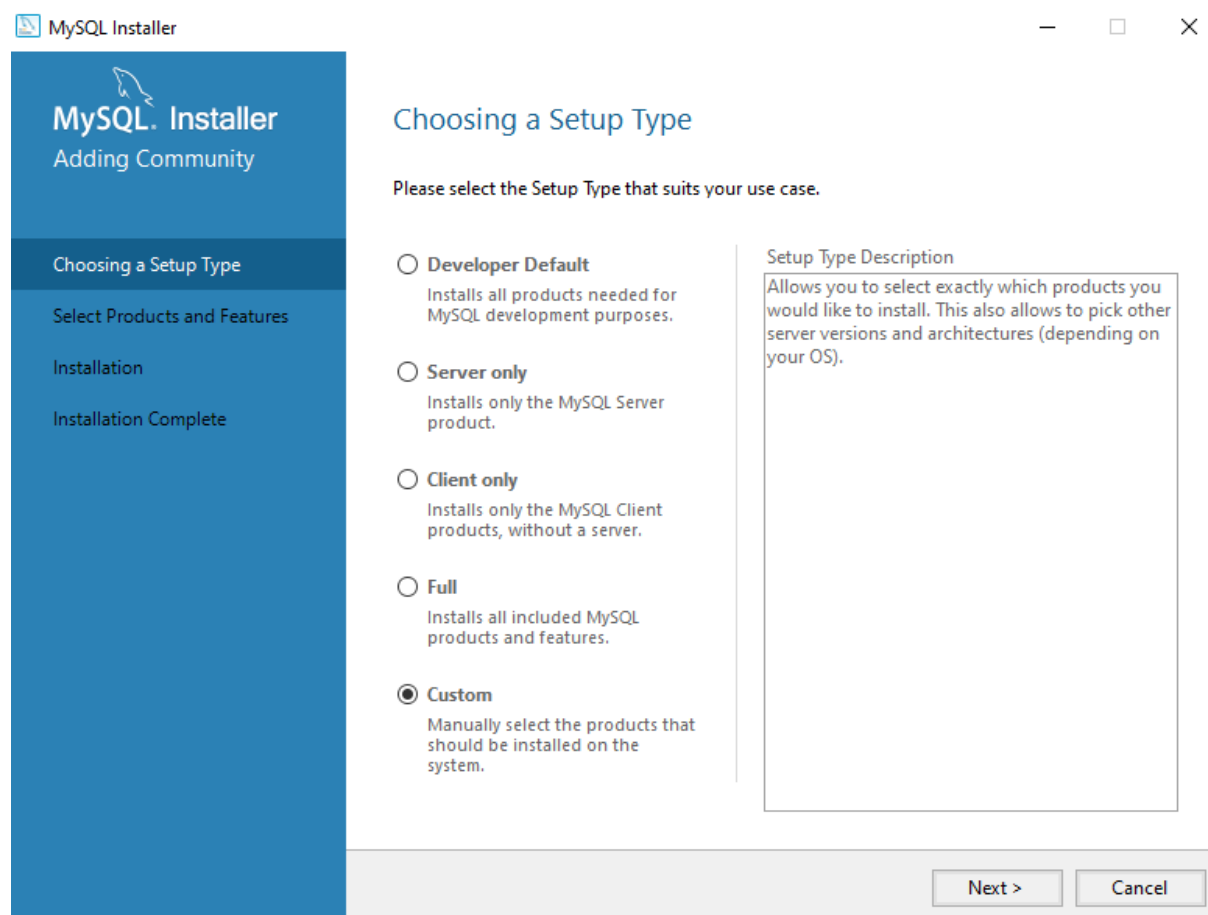 MySQL Installer
MySQL. Installer
Adding Community
Choosing a Setup Type
Select Products and Features
Installation
Installation Complete
Choosing a Setup Type
Please select the Setup Type that suits your use case.
Developer Default
Installs all products needed for
MySQL development purposes.
Server only
Installs only the MySQL Server
product.
Client only
Installs only the MySQL Client
products, without a server.
Full
Installs all included MySQL
products and features.
Custom
Manually select the products that
should be installed on the
system.
Setup Type Description
Allows you to select exactly which products you
would like to install. This also allows to pick other
server versions and architectures (depending on
your OS).
Next >
Cancel